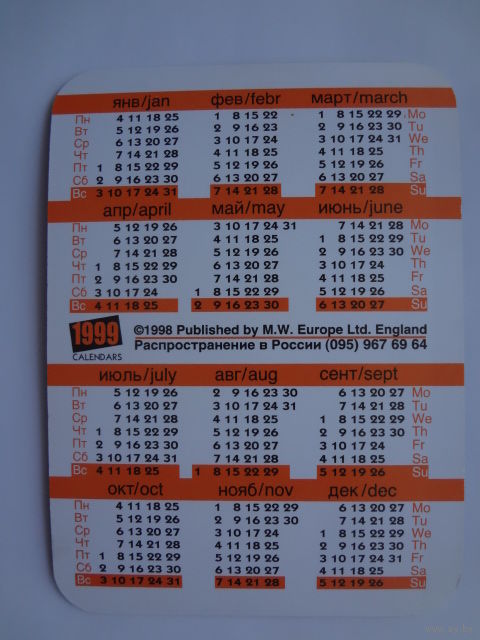 янв/jan фев/febr март/march
Пн 4 11 18 25 1 8 15 22 1 8 15 22 29 Mo
Вт 5 12 19 26 2 9 16 23 2 9 16 23 30 Tu
Ср 6 13 20 27 3 10 17 24 3 10 17 24 31 We
Чт 7 14 21 28 4 11 18 25 4 11 18 25 Th
Пт 1 8 15 22 29 5 12 19 26 5 12 19 26 Fr
Сб 2 9 16 23 30 6 13 20 27 6 13 20 27 Sa
Вс 3 10 17 24 31 7 14 21 28 7 14 21 28 Su
апр/april май/may июнь/june
Пн 5 12 19 26 3 10 17 24 31 7 14 21 28 Mo
Вт 6 13 20 27 4 11 18 25 1 8 15 22 29 Tu
Ср 7 14 21 28 5 12 19 26 2 9 16 23 30 We
Чт 1 8 15 22 29 6 13 20 27 3 10 17 24 Th
Пт 2 9 16 23 30 7 14 21 28 4 11 18 25 Fr
Сб 3 10 17 24 1 8 15 22 29 5 12 19 26 Sa
Вс 4 11 18 25 2 9 16 23 30 6 13 20 27 Su
1999 ©1998 Published by M.W. Europe Ltd. England
CALENDARS Распространение в России (095) 967 69 64
июль/july авг/aug сент/sept
Пн 5 12 19 26 2 9 16 23 30 6 13 20 27 Mo
Вт 6 13 20 27 3 10 17 24 31 7 14 21 28 Tu
Ср 7 14 21 28 4 11 18 25 1 8 15 22 29 We
Чт 1 8 15 22 29 5 12 19 26 2 9 16 23 30 Th
Пт 2 9 16 23 30 6 13 20 27 3 10 17 24 Fr
Сб 3 10 17 24 31 7 14 21 28 4 11 18 25 Sa
Вс 4 11 18 25 1 8 15 22 29 5 12 19 26 Su
окт/oct нояб/nov дек/dec
Пн 4 11 18 25 1 8 15 22 29 6 13 20 27 Mo
Вт 5 12 19 26 2 9 16 23 30 7 14 21 28 Tu
Ср 6 13 20 27 3 10 17 24 1 8 15 22 29 We
Чт 7 14 21 28 4 11 18 25 2 9 16 23 30 Th
Пт 1 8 15 22 29 5 12 19 26 3 10 17 24 31 Fr
Сб 2 9 16 23 30 6 13 20 27 4 11 18 25 Sa
Вс 3 10 17 24 31 7 14 21 28 5 12 19 26 Su